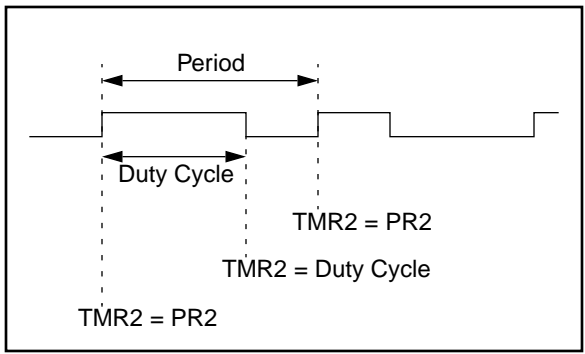 Period
Duty Cycle
TMR2 = PR2
TMR2 = Duty Cycle
TMR2 = PR2